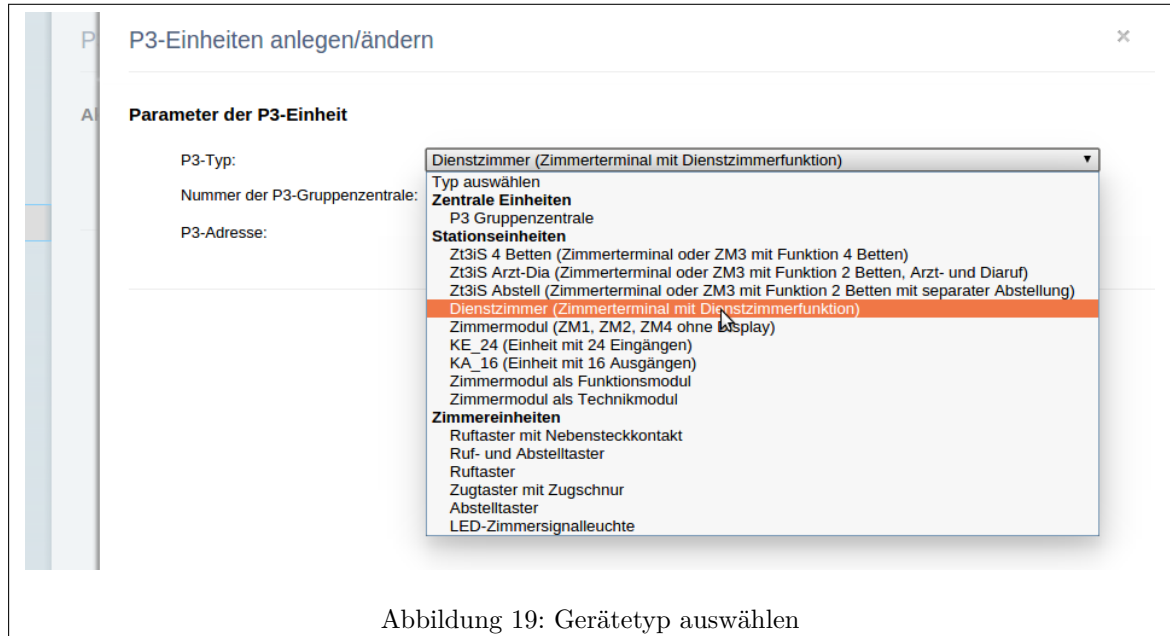 P
P3-Einheiten anlegen/ändern
×
Al
Parameter der P3-Einheit
P3-Typ:
Dienstzimmer (Zimmerterminal mit Dienstzimmerfunktion)
Nummer der P3-Gruppenzentrale:
P3-Adresse:
Typ auswählen
Zentrale Einheiten
P3 Gruppenzentrale
Stationseinheiten
Zt3iS 4 Betten (Zimmerterminal oder ZM3 mit Funktion 4 Betten)
Zt3iS Arzt-Dia (Zimmerterminal oder ZM3 mit Funktion 2 Betten, Arzt- und Diaruf)
Zt3iS Abstell (Zimmerterminal oder ZM3 mit Funktion 2 Betten mit separater Abstellung)
Dienstzimmer (Zimmerterminal mit Dienstzimmerfunktion)
Zimmermodul (ZM1, ZM2, ZM4 ohne Display)
KE_24 (Einheit mit 24 Eingängen)
KA_16 (Einheit mit 16 Ausgängen)
Zimmermodul als Funktionsmodul
Zimmermodul als Technikmodul
Zimmereinheiten
Ruftaster mit Nebensteckkontakt
Ruf- und Abstelltaster
Ruftaster
Zugtaster mit Zugschnur
Abstelltaster
LED-Zimmersignalleuchte
Abbildung 19: Gerätetyp auswählen